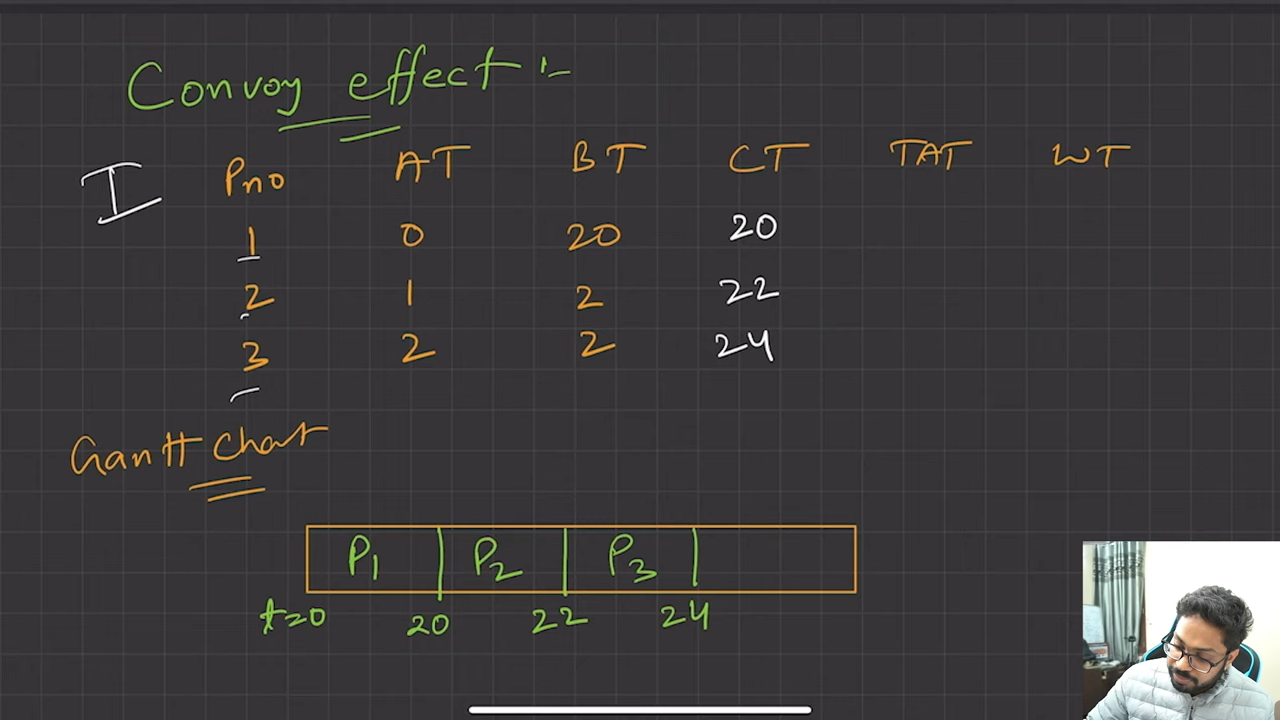 Convoy effect :-
I Pno AT BT CT TAT WT
1 0 20 20
2 1 2 22
3 2 2 24
Gantt Chart
P1 P2 P3
t=0 20 22 24